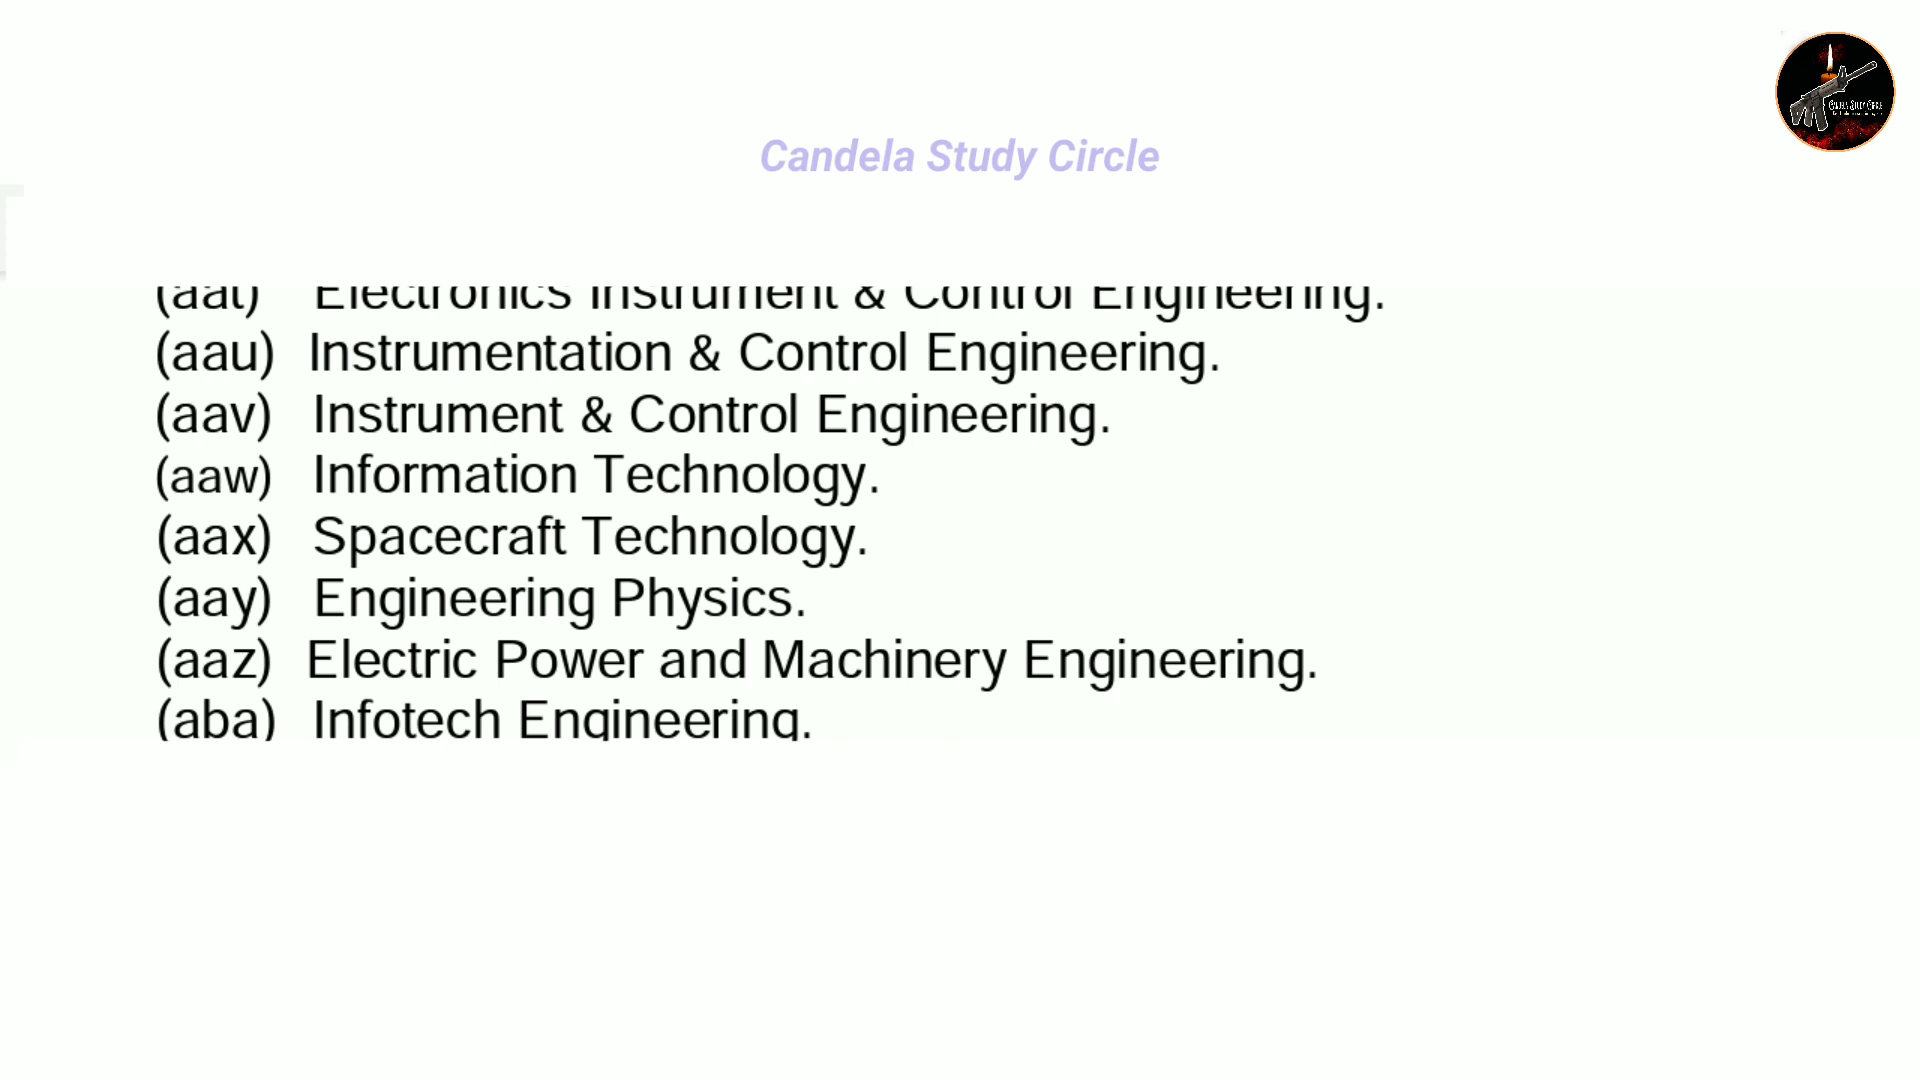 Candela Study Circle
(aat) Electronics Instrument & Control Engineering.
(aau) Instrumentation & Control Engineering.
(aav) Instrument & Control Engineering.
(aaw) Information Technology.
(aax) Spacecraft Technology.
(aay) Engineering Physics.
(aaz) Electric Power and Machinery Engineering.
(aba) Infotech Engineering.